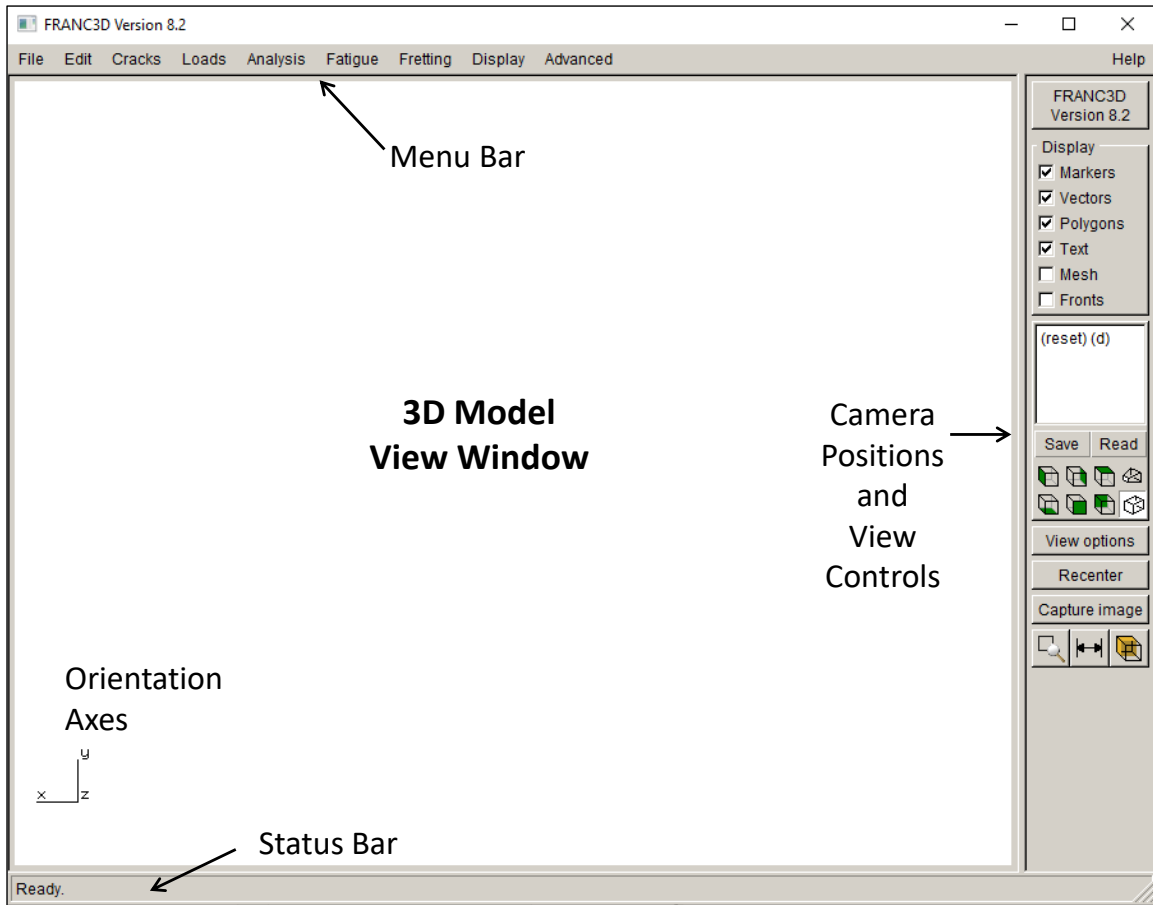 FRANC3D Version 8.2
File Edit Cracks Loads Analysis Fatigue Fretting Display Advanced Help
Menu Bar
3D Model
View Window
Camera
Positions
and
View
Controls
Orientation
Axes
y
x z
Status Bar
Ready.
FRANC3D
Version 8.2
Display
Markers
Vectors
Polygons
Text
Mesh
Fronts
(reset) (d)
Save Read
View options
Recenter
Capture image